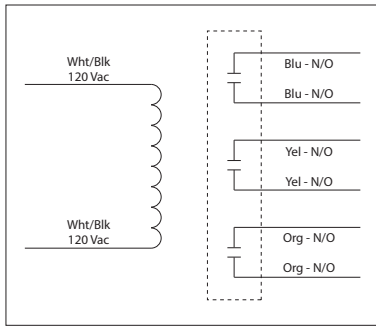 Wht/Blk
120 Vac
Wht/Blk
120 Vac
Blu - N/O
Blu - N/O
Yel - N/O
Yel - N/O
Org - N/O
Org - N/O